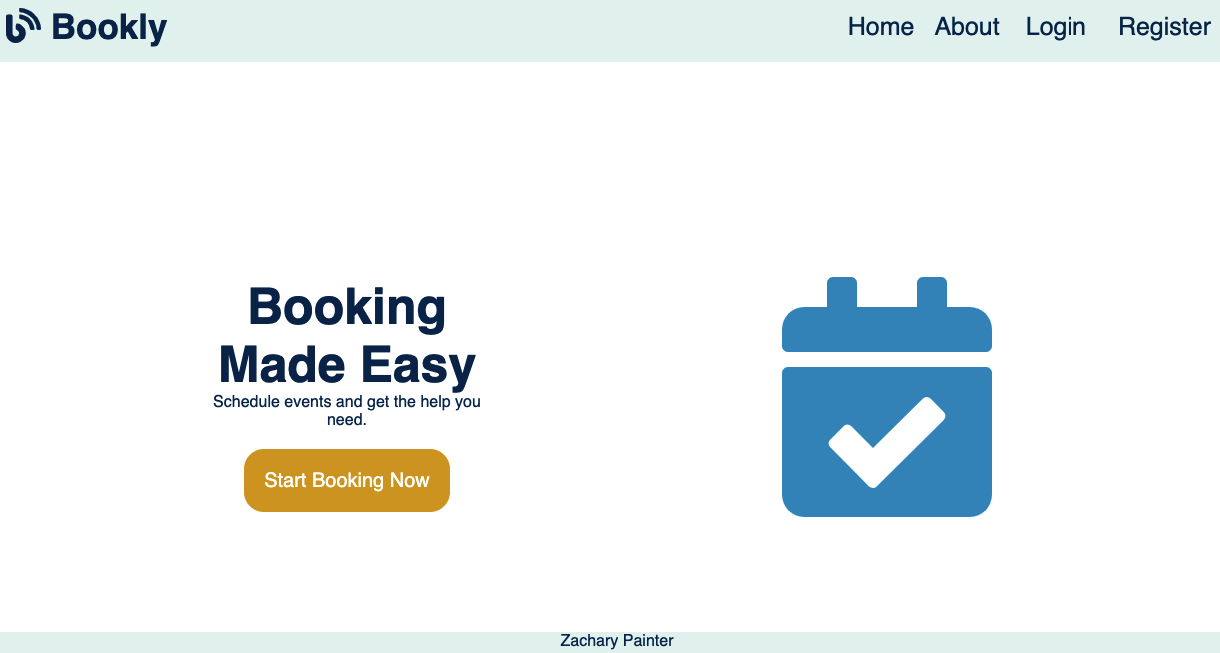 Bookly
Home About Login Register
Booking
Made Easy
Schedule events and get the help you
need.
Start Booking Now
Zachary Painter